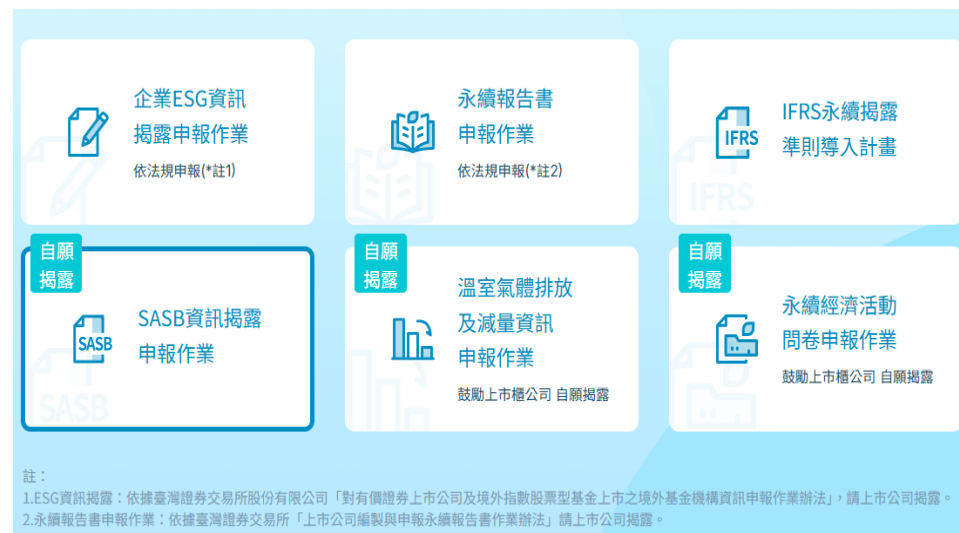 企業ESG資訊
揭露申報作業
依法規申報(*註1)
永續報告書
申報作業
依法規申報(*註2)
IFRS
IFRS永續揭露
準則導入計畫
IFRS
自願
揭露
SASB
SASB資訊揭露
申報作業
SASB
自願
揭露
溫室氣體排放
及減量資訊
申報作業
鼓勵上市櫃公司 自願揭露
自願
揭露
永續經濟活動
問卷申報作業
鼓勵上市櫃公司 自願揭露
註：
1.ESG資訊揭露：依據臺灣證券交易所股份有限公司「對有價證券上市公司及境外指數股票型基金上市之境外基金機構資訊申報作業辦法」，請上市公司揭露。
2.永續報告書申報作業：依據臺灣證券交易所「上市公司編製與申報永續報告書作業辦法」請上市公司揭露。